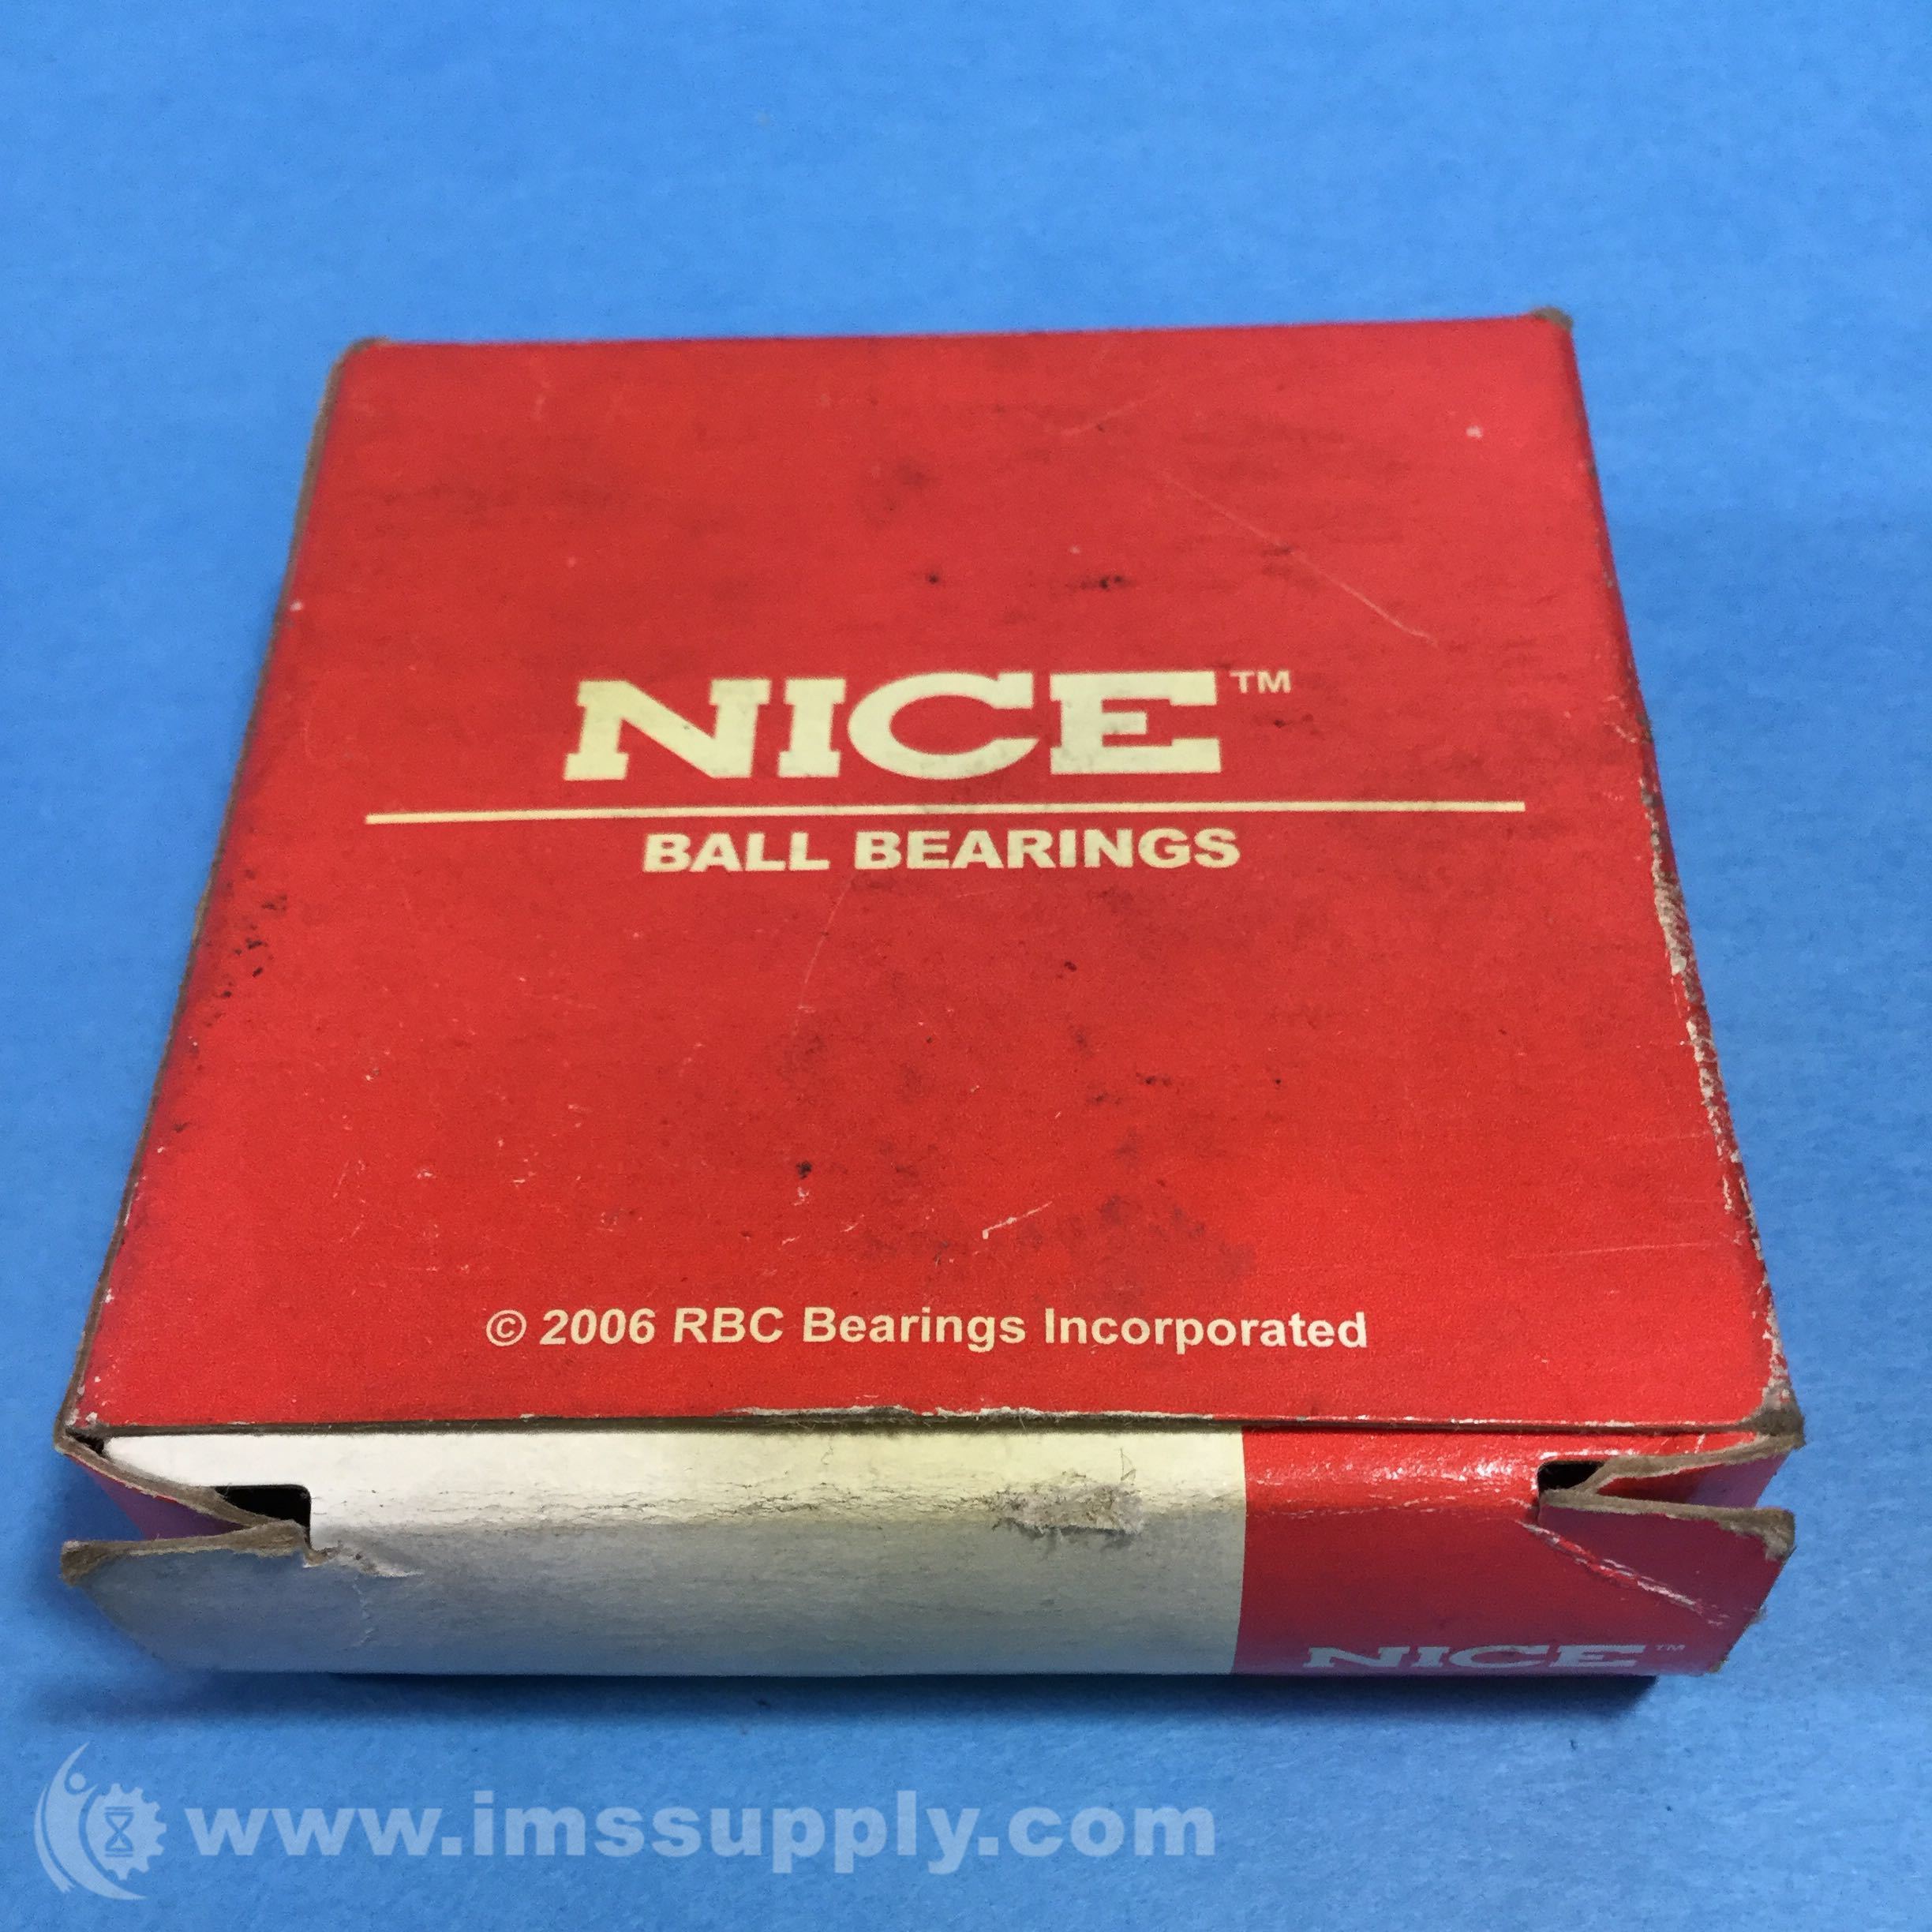 NICE™
BALL BEARINGS
© 2006 RBC Bearings Incorporated
NICE™
www.imssupply.com